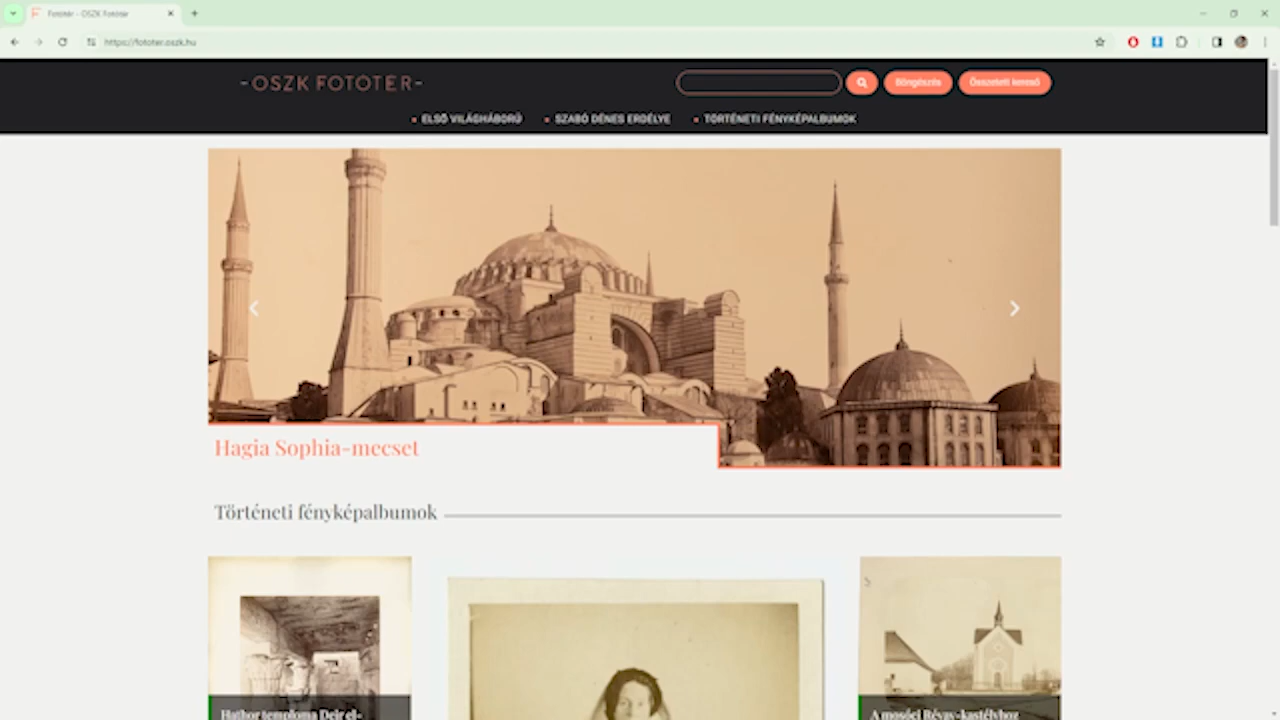 Fototér - OSZK Fototér
https://fototer.oszk.hu
-OSZK FOTOTÉR-
Böngészés
Összetett kereső
ELSŐ VILÁGHÁBORÚ
SZABÓ DÉNES ERDÉLYE
TÖRTÉNETI FÉNYKÉPALBUMOK
Hagia Sophia-mecset
Történeti fényképalbumok
Hathor temploma Deir el-
A mosóci Révay-kastélyhoz